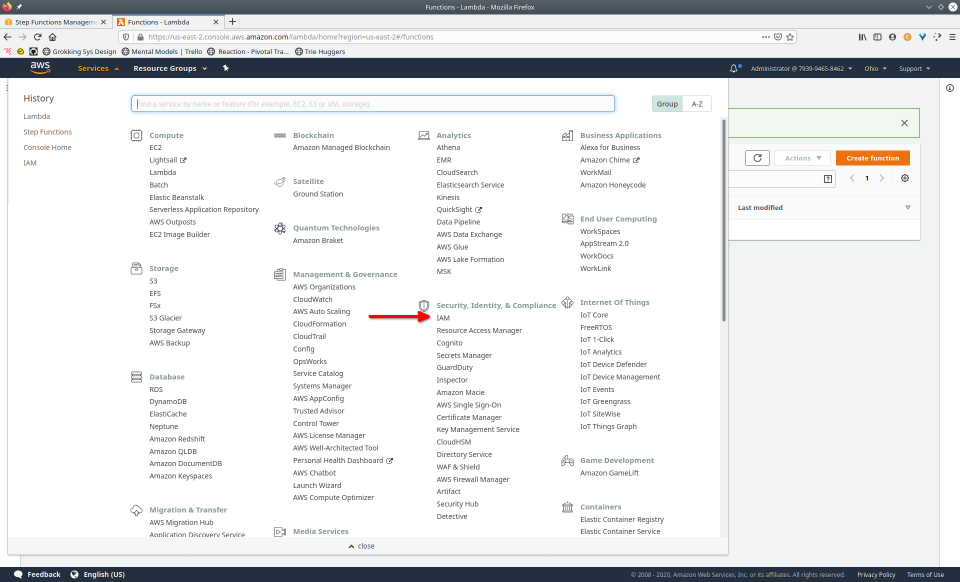 Functions - Lambda - Mozilla Firefox
Step Functions Managem
Functions - Lambda
https://us-east-2.console.aws.amazon.com/lambda/home?region=us-east-2#/functions
Grokking Sys Design
Mental Models | Trello
Reaction - Pivotal Tra...
Trie Huggers
aws
Services
Resource Groups
Administrator @ 7939-9465-8462
Ohio
Support
History
Lambda
Step Functions
Console Home
IAM
Find a service by name or feature (for example, EC2, S3 or VM, storage).
Group
A-Z
Compute
EC2
Lightsail
Lambda
Batch
Elastic Beanstalk
Serverless Application Repository
AWS Outposts
EC2 Image Builder
Storage
S3
EFS
FSx
S3 Glacier
Storage Gateway
AWS Backup
Database
RDS
DynamoDB
ElastiCache
Neptune
Amazon Redshift
Amazon QLDB
Amazon DocumentDB
Amazon Keyspaces
Migration & Transfer
AWS Migration Hub
Application Discovery Service
Blockchain
Amazon Managed Blockchain
Satellite
Ground Station
Quantum Technologies
Amazon Braket
Management & Governance
AWS Organizations
CloudWatch
AWS Auto Scaling
CloudFormation
CloudTrail
Config
OpsWorks
Service Catalog
Systems Manager
AWS AppConfig
Trusted Advisor
Control Tower
AWS License Manager
AWS Well-Architected Tool
Personal Health Dashboard
AWS Chatbot
Launch Wizard
AWS Compute Optimizer
Media Services
Analytics
Athena
EMR
CloudSearch
Elasticsearch Service
Kinesis
QuickSight
Data Pipeline
AWS Data Exchange
AWS Glue
AWS Lake Formation
MSK
Security, Identity, & Compliance
IAM
Resource Access Manager
Cognito
Secrets Manager
GuardDuty
Inspector
Amazon Macie
AWS Single Sign-On
Certificate Manager
Key Management Service
CloudHSM
Directory Service
WAF & Shield
AWS Firewall Manager
Artifact
Security Hub
Detective
Business Applications
Alexa for Business
Amazon Chime
WorkMail
Amazon Honeycode
End User Computing
WorkSpaces
AppStream 2.0
WorkDocs
WorkLink
Internet Of Things
IoT Core
FreeRTOS
IoT 1-Click
IoT Analytics
IoT Device Defender
IoT Device Management
IoT Events
IoT Greengrass
IoT SiteWise
IoT Things Graph
Game Development
Amazon GameLift
Containers
Elastic Container Registry
Elastic Container Service
close
Actions
Create function
1
Last modified
Feedback
English (US)
© 2008 - 2020, Amazon Web Services, Inc. or its affiliates. All rights reserved.
Privacy Policy
Terms of Use